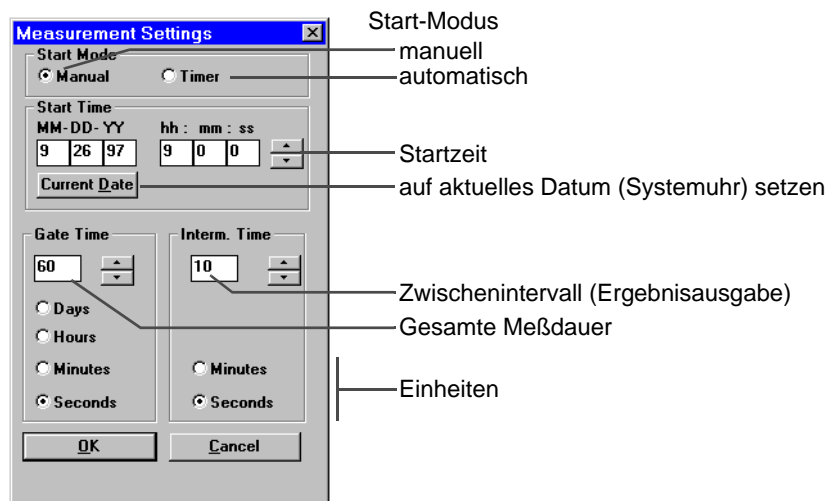 Start-Modus
Measurement Settings
Start Mode
manuell
Manual
Timer
automatisch
Start Time
MM-DD-YY
hh : mm : ss
9 26 97
9 0 0
Startzeit
Current Date
auf aktuelles Datum (Systemuhr) setzen
Gate Time
Interm. Time
60
10
Zwischenintervall (Ergebnisausgabe)
Days
Gesamte Meßdauer
Hours
Minutes
Minutes
Einheiten
Seconds
Seconds
OK
Cancel